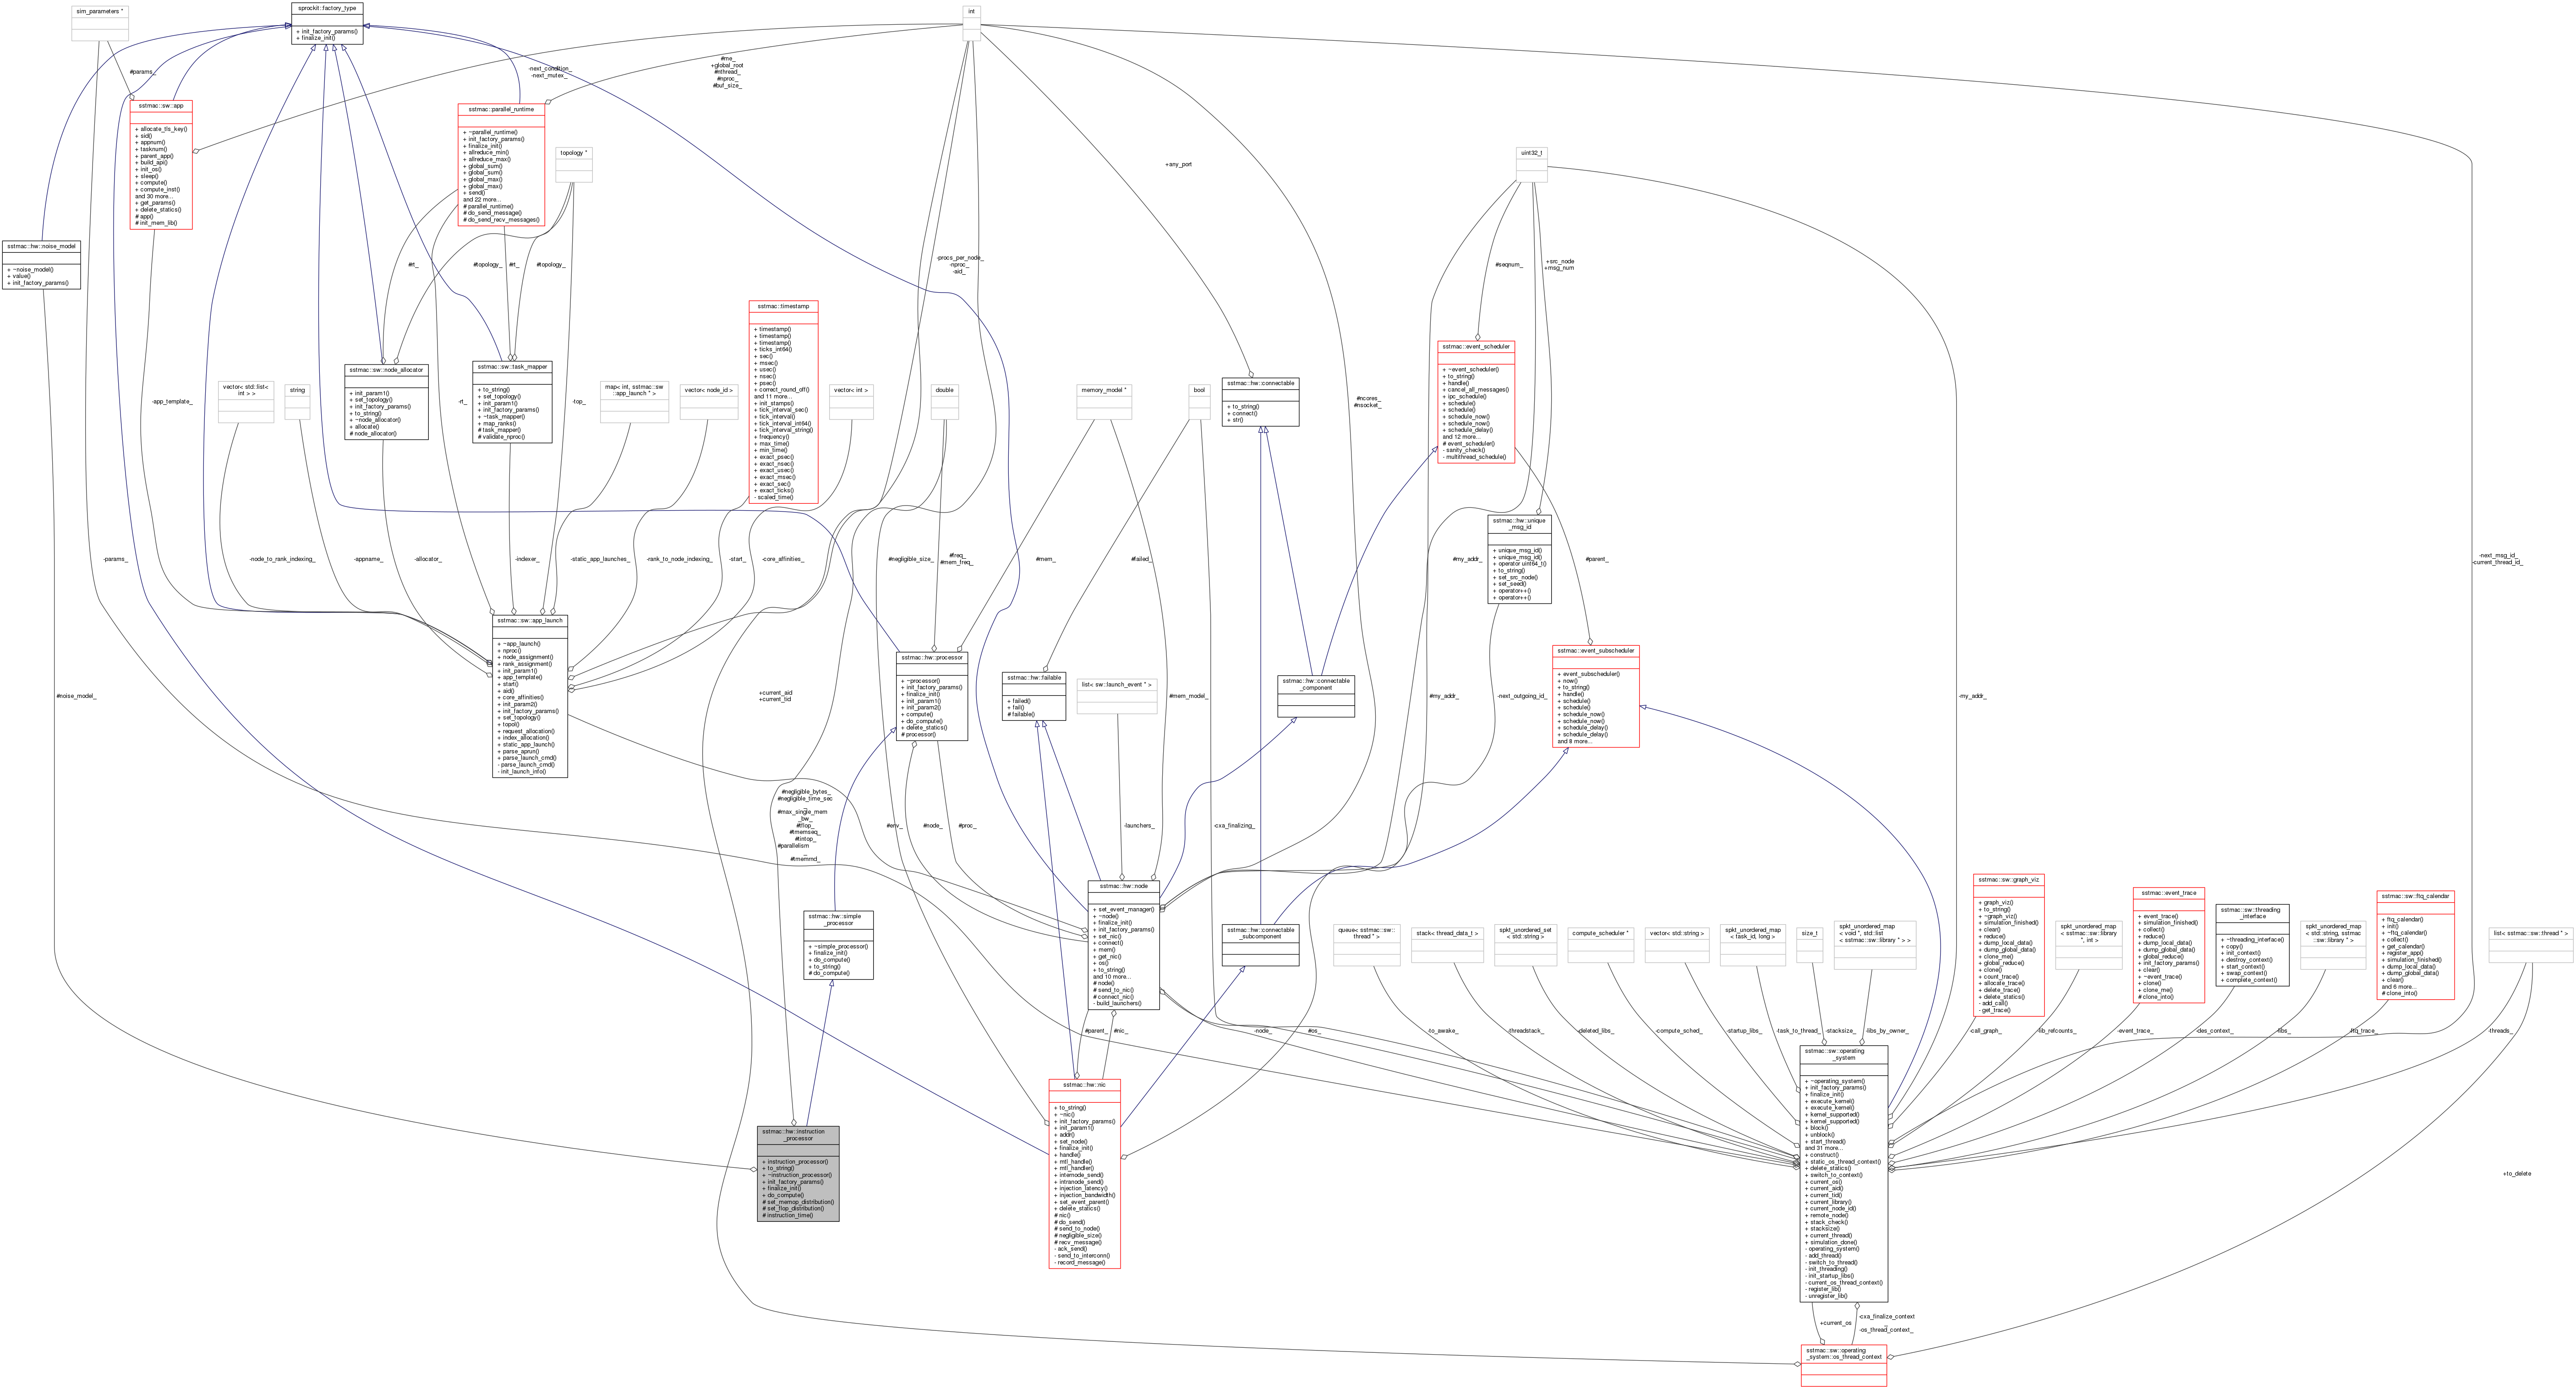 sim_parameters *
sprockit::factory_type
+ init_factory_params()
+ finalize_init()
int
#params_
-next_condition_
-next_mutex_
#me_
+global_root
#nthread_
#nproc_
#buf_size_
sstmac::sw::app
+ allocate_tls_key()
+ sid()
+ appnum()
+ tasknum()
+ parent_app()
+ build_api()
+ init_os()
+ sleep()
+ compute()
+ compute_inst()
and 30 more...
+ get_params()
+ delete_statics()
# app()
# init_mem_lib()
sstmac::parallel_runtime
+ ~parallel_runtime()
+ init_factory_params()
+ finalize_init()
+ allreduce_min()
+ allreduce_max()
+ global_sum()
+ global_sum()
+ global_max()
+ global_max()
+ send()
and 22 more...
# parallel_runtime()
# do_send_message()
# do_send_recv_messages()
topology *
+any_port
uint32_t
sstmac::hw::noise_model
+ ~noise_model()
+ value()
+ init_factory_params()
#rt_
#topology_
#rt_
#topology_
-procs_per_node_
-nproc_
-aid_
#seqnum_
+src_node
+msg_num
sstmac::timestamp
+ timestamp()
+ timestamp()
+ timestamp()
+ ticks_int64()
+ sec()
+ msec()
+ usec()
+ nsec()
+ psec()
+ correct_round_off()
and 11 more...
+ init_stamps()
+ tick_interval_sec()
+ tick_interval()
+ tick_interval_int64()
+ tick_interval_string()
+ frequency()
+ max_time()
+ min_time()
+ exact_psec()
+ exact_nsec()
+ exact_usec()
+ exact_msec()
+ exact_sec()
+ exact_ticks()
- scaled_time()
sstmac::event_scheduler
+ ~event_scheduler()
+ to_string()
+ handle()
+ cancel_all_messages()
+ ipc_schedule()
+ schedule()
+ schedule()
+ schedule_now()
+ schedule_now()
+ schedule_delay()
and 12 more...
# event_scheduler()
- sanity_check()
- multithread_schedule()
vector< std::list<
int > >
string
sstmac::sw::node_allocator
+ init_param1()
+ set_topology()
+ init_factory_params()
+ to_string()
+ ~node_allocator()
+ allocate()
# node_allocator()
sstmac::sw::task_mapper
+ to_string()
+ set_topology()
+ init_param1()
+ init_factory_params()
+ ~task_mapper()
+ map_ranks()
# task_mapper()
# validate_nproc()
map< int, sstmac::sw
::app_launch * >
vector< node_id >
vector< int >
double
memory_model *
bool
sstmac::hw::connectable
+ to_string()
+ connect()
+ str()
-app_template_
-rt_
-top_
#ncores_
#nsocket_
sstmac::hw::unique
_msg_id
+ unique_msg_id()
+ unique_msg_id()
+ operator uint64_t()
+ to_string()
+ set_src_node()
+ set_seed()
+ operator++()
+ operator++()
-params_
-node_to_rank_indexing_
-appname_
-allocator_
-indexer_
-static_app_launches_
-rank_to_node_indexing_
-start_
-core_affinities_
#negligible_size_
#freq_
#mem_freq_
#mem_
#failed_
#my_addr_
#parent_
-next_msg_id_
-current_thread_id_
sstmac::sw::app_launch
+ ~app_launch()
+ nproc()
+ node_assignment()
+ rank_assignment()
+ init_param1()
+ app_template()
+ start()
+ aid()
+ core_affinities()
+ init_param2()
+ init_factory_params()
+ set_topology()
+ topol()
+ request_allocation()
+ index_allocation()
+ static_app_launch()
+ parse_aprun()
+ parse_launch_cmd()
- parse_launch_cmd()
- init_launch_info()
sstmac::hw::processor
+ ~processor()
+ init_factory_params()
+ finalize_init()
+ init_param1()
+ init_param2()
+ compute()
+ do_compute()
+ delete_statics()
# processor()
sstmac::hw::failable
+ failed()
+ fail()
# failable()
list< sw::launch_event * >
sstmac::hw::connectable
_component
sstmac::event_subscheduler
+ event_subscheduler()
+ now()
+ to_string()
+ handle()
+ schedule()
+ schedule()
+ schedule_now()
+ schedule_now()
+ schedule_delay()
+ schedule_delay()
and 8 more...
#noise_model_
+current_aid
+current_tid
#mem_model_
#my_addr_
-next_outgoing_id_
-my_addr_
#negligible_bytes_
#negligible_time_sec
_
#max_single_mem
_bw_
#tflop_
#tmemseq_
#tintop_
#parallelism
_
#tmemrnd_
#env_
#node_
#proc_
-launchers_
-cxa_finalizing_
sstmac::hw::simple
_processor
+ ~simple_processor()
+ finalize_init()
+ do_compute()
+ to_string()
# do_compute()
sstmac::hw::node
+ set_event_manager()
+ ~node()
+ finalize_init()
+ init_factory_params()
+ set_nic()
+ connect()
+ mem()
+ get_nic()
+ os()
+ to_string()
and 10 more...
# node()
# send_to_nic()
# connect_nic()
- build_launchers()
sstmac::hw::connectable
_subcomponent
queue< sstmac::sw::
thread * >
stack< thread_data_t >
spkt_unordered_set
< std::string >
compute_scheduler *
vector< std::string >
spkt_unordered_map
< task_id, long >
size_t
spkt_unordered_map
< void *, std::list
< sstmac::sw::library * > >
sstmac::sw::graph_viz
+ graph_viz()
+ to_string()
+ ~graph_viz()
+ simulation_finished()
+ clear()
+ reduce()
+ dump_local_data()
+ dump_global_data()
+ clone_me()
+ global_reduce()
+ clone()
+ count_trace()
+ allocate_trace()
+ delete_trace()
+ delete_statics()
- add_call()
- get_trace()
spkt_unordered_map
< sstmac::sw::library
*, int >
sstmac::event_trace
+ event_trace()
+ simulation_finished()
+ collect()
+ reduce()
+ dump_local_data()
+ dump_global_data()
+ global_reduce()
+ init_factory_params()
+ clear()
+ ~event_trace()
+ clone()
+ clone_me()
# clone_into()
sstmac::sw::threading
_interface
+ ~threading_interface()
+ copy()
+ init_context()
+ destroy_context()
+ start_context()
+ swap_context()
+ complete_context()
spkt_unordered_map
< std::string, sstmac
::sw::library * >
sstmac::sw::ftq_calendar
+ ftq_calendar()
+ init()
+ ~ftq_calendar()
+ collect()
+ get_calendar()
+ register_app()
+ simulation_finished()
+ dump_local_data()
+ dump_global_data()
+ clear()
and 6 more...
# clone_into()
list< sstmac::sw::thread * >
#parent_
#nic_
-node_
#os_
-to_awake_
-threadstack_
-deleted_libs_
-compute_sched_
-startup_libs_
-task_to_thread_
-stacksize_
-libs_by_owner_
-call_graph_
-lib_refcounts_
-event_trace_
-des_context_
-libs_
-ftq_trace_
-threads_
sstmac::hw::instruction
_processor
+ instruction_processor()
+ to_string()
+ ~instruction_processor()
+ init_factory_params()
+ finalize_init()
+ do_compute()
# set_memop_distribution()
# set_flop_distribution()
# instruction_time()
sstmac::hw::nic
+ to_string()
+ ~nic()
+ init_factory_params()
+ init_param1()
+ addr()
+ set_node()
+ finalize_init()
+ handle()
+ mtl_handle()
+ mtl_handler()
+ internode_send()
+ intranode_send()
+ injection_latency()
+ injection_bandwidth()
+ set_event_parent()
+ delete_statics()
# nic()
# do_send()
# send_to_node()
# negligible_size()
# recv_message()
- ack_send()
- send_to_interconn()
- record_message()
sstmac::sw::operating
_system
+ ~operating_system()
+ init_factory_params()
+ finalize_init()
+ execute_kernel()
+ execute_kernel()
+ kernel_supported()
+ kernel_supported()
+ block()
+ unblock()
+ start_thread()
and 31 more...
+ construct()
+ static_os_thread_context()
+ delete_statics()
+ switch_to_context()
+ current_os()
+ current_aid()
+ current_tid()
+ current_library()
+ current_node_id()
+ remote_node()
+ stack_check()
+ stacksize()
+ current_thread()
+ simulation_done()
- operating_system()
- add_thread()
- switch_to_thread()
- init_threading()
- init_startup_libs()
- current_os_thread_context()
- register_lib()
- unregister_lib()
+to_delete
+current_os
-cxa_finalize_context
_
-os_thread_context_
sstmac::sw::operating
_system::os_thread_context